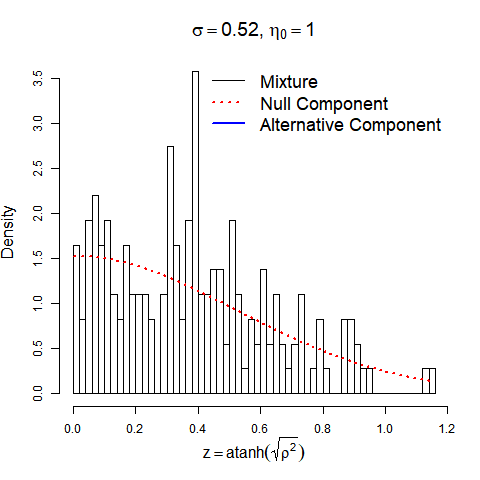 σ = 0.52, η₀ = 1
Mixture
Null Component
Alternative Component
Density
0.0
0.5
1.0
1.5
2.0
2.5
3.0
3.5
0.0 0.2 0.4 0.6 0.8 1.0 1.2
z = atanh(√ρ²)